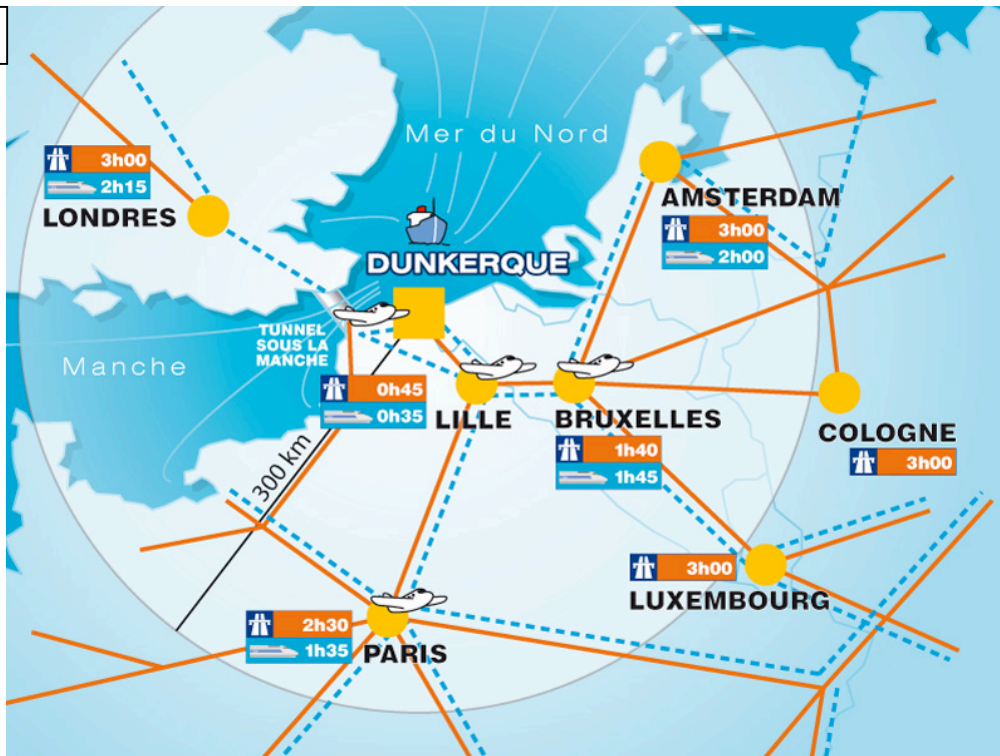 Mer du Nord
3h00
2h15
LONDRES
AMSTERDAM
3h00
2h00
DUNKERQUE
TUNNEL
SOUS LA
MANCHE
Manche
0h45
0h35
LILLE
BRUXELLES
1h40
1h45
COLOGNE
3h00
300 km
3h00
LUXEMBOURG
2h30
1h35
PARIS